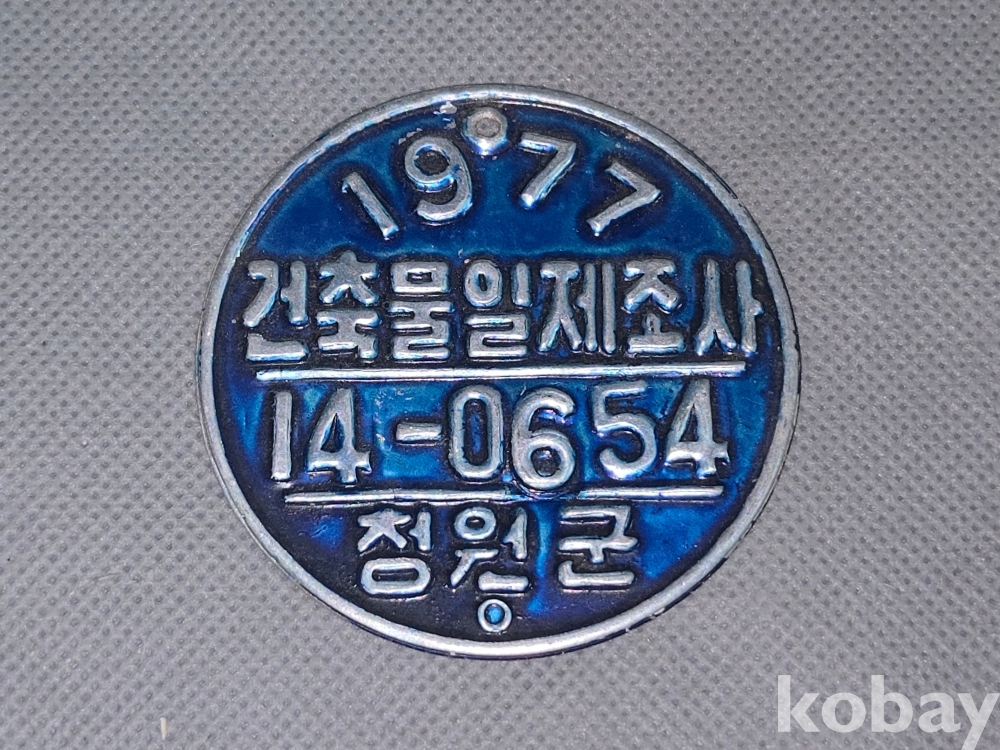 1977
건축물일제조사
14-0654
청원군
kobay